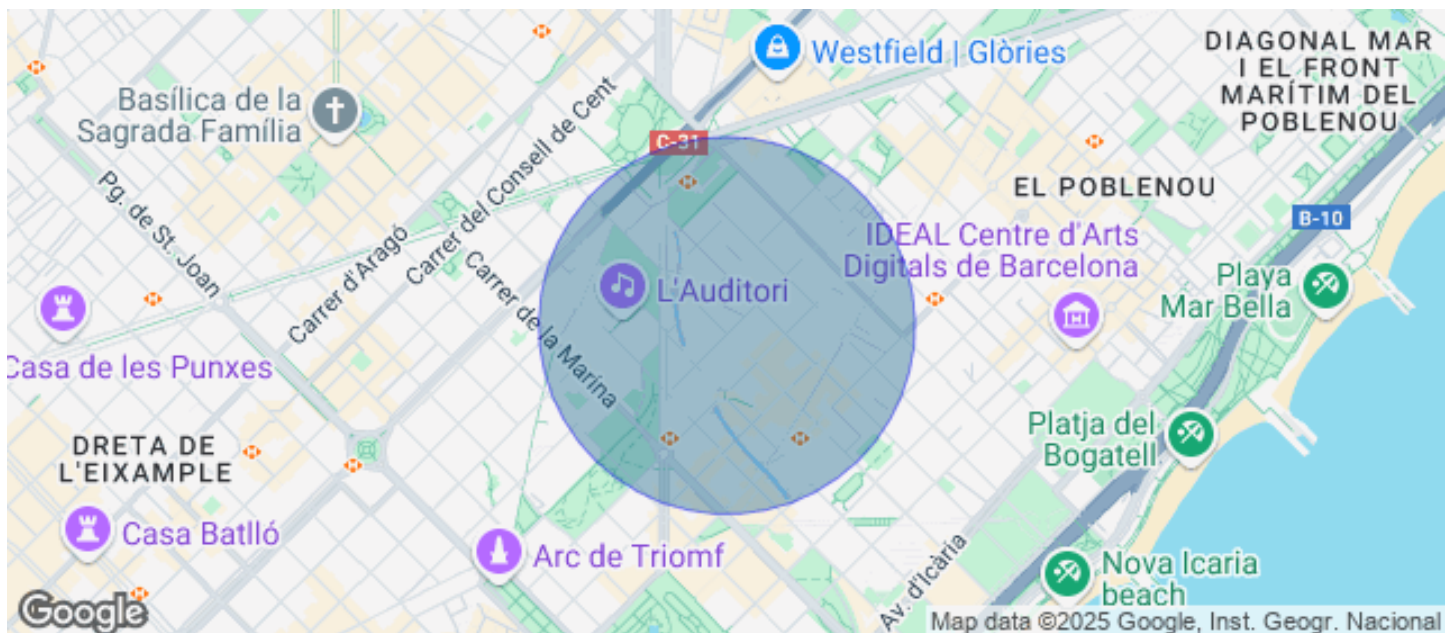 Westfield | Glòries
DIAGONAL MAR
I EL FRONT
MARÍTIM DEL
POBLENOU
Basílica de la
Sagrada Família
Carrer del Consell de Cent
C-31
Pg. de St. Joan
EL POBLENOU
B-10
Carrer d'Aragó
Carrer de la Marina
IDEAL Centre d'Arts
Digitals de Barcelona
L'Auditori
Playa
Mar Bella
Casa de les Punxes
Platja del
Bogatell
DRETA DE
L'EIXAMPLE
Casa Batlló
Arc de Triomf
Av. d'Icària
Nova Icaria
beach
Google
Map data ©2025 Google, Inst. Geogr. Nacional